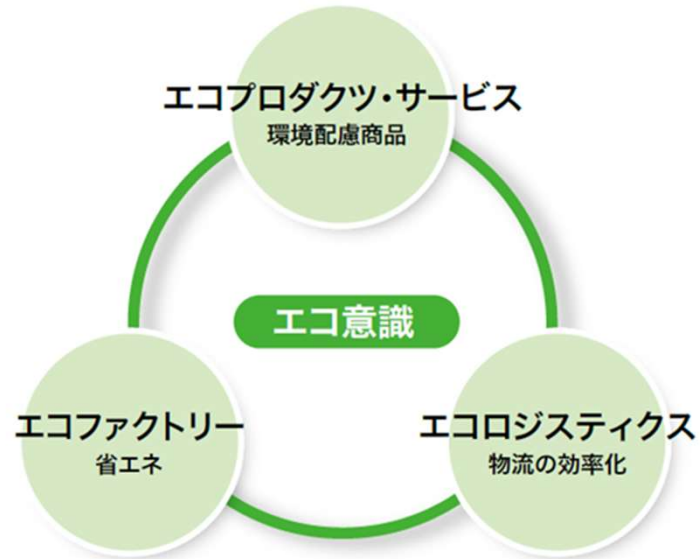 エコプロダクツ・サービス
環境配慮商品
エコ意識
エコファクトリー
省エネ
エコロジスティクス
物流の効率化